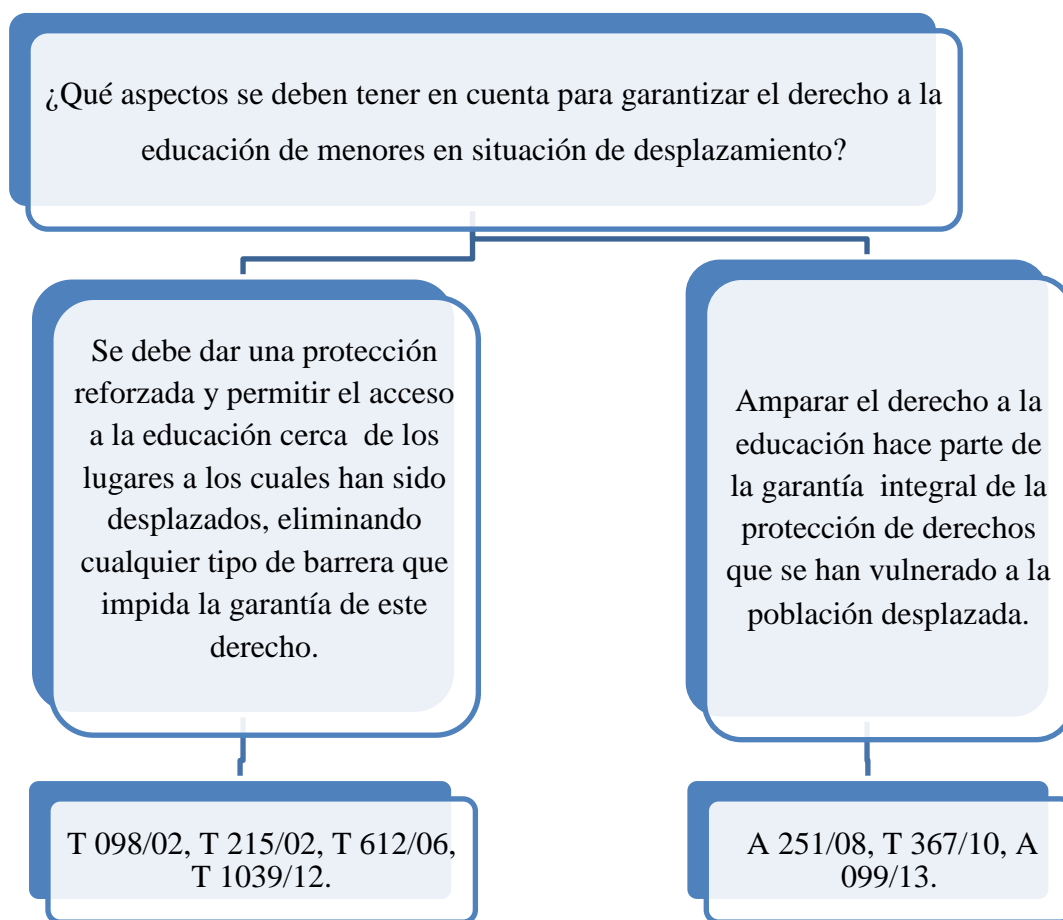 ¿Qué aspectos se deben tener en cuenta para garantizar el derecho a la
educación de menores en situación de desplazamiento?
Se debe dar una protección
reforzada y permitir el acceso
a la educación cerca de los
lugares a los cuales han sido
desplazados, eliminando
cualquier tipo de barrera que
impida la garantía de este
derecho.
Amparar el derecho a la
educación hace parte de
la garantía integral de la
protección de derechos
que se han vulnerado a la
población desplazada.
T 098/02, T 215/02, T 612/06,
T 1039/12.
A 251/08, T 367/10, A
099/13.